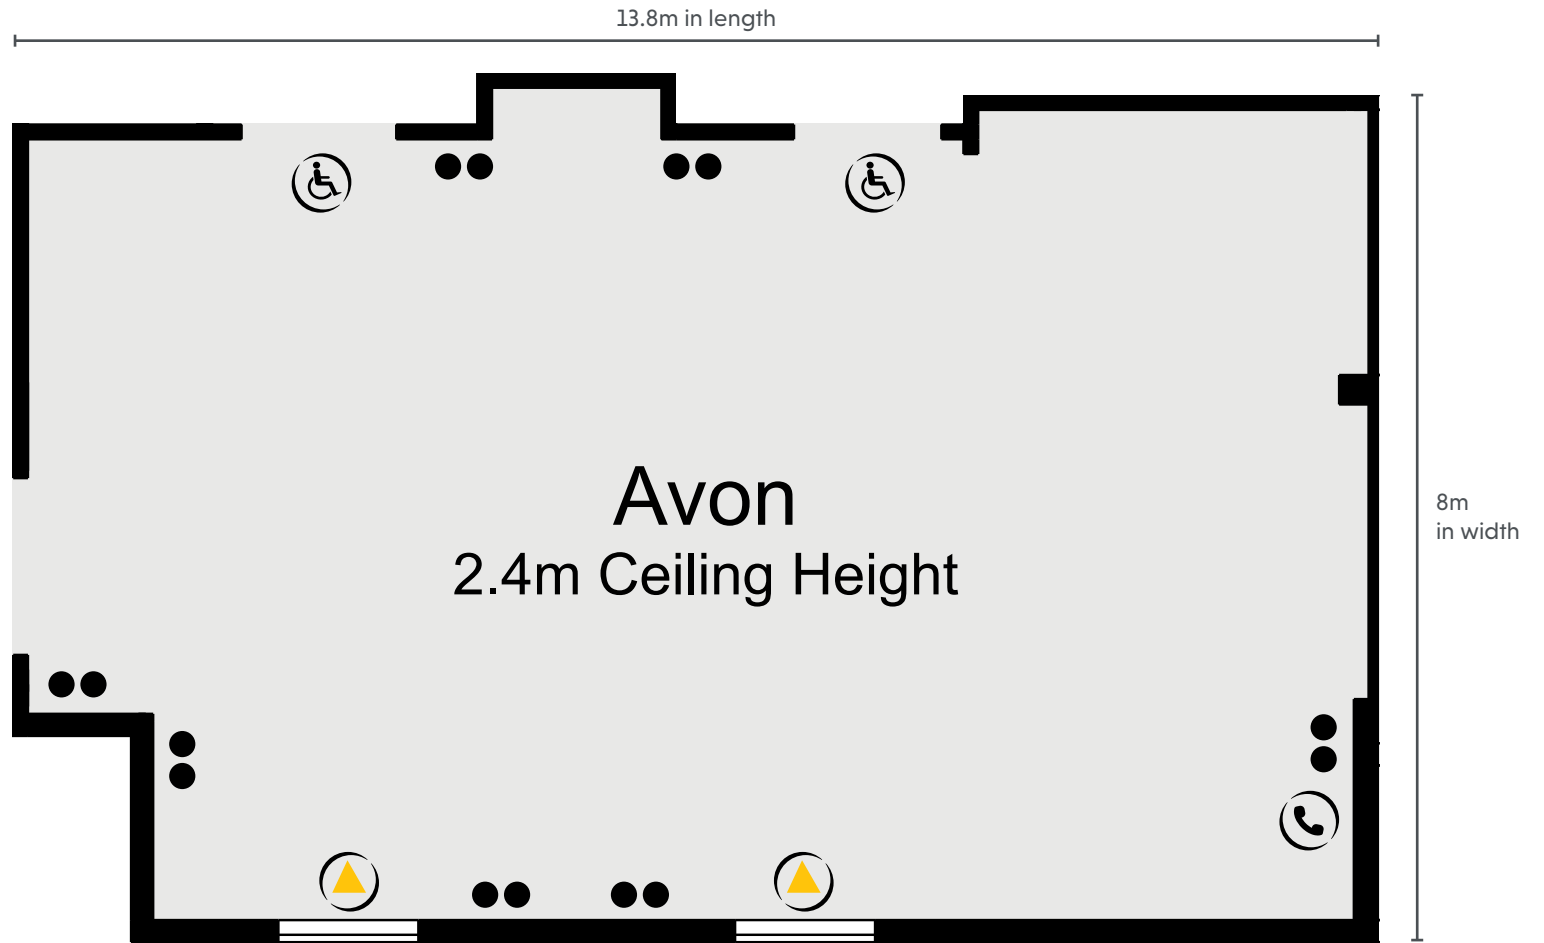 13.8m in length
Avon
2.4m Ceiling Height
8m
in width